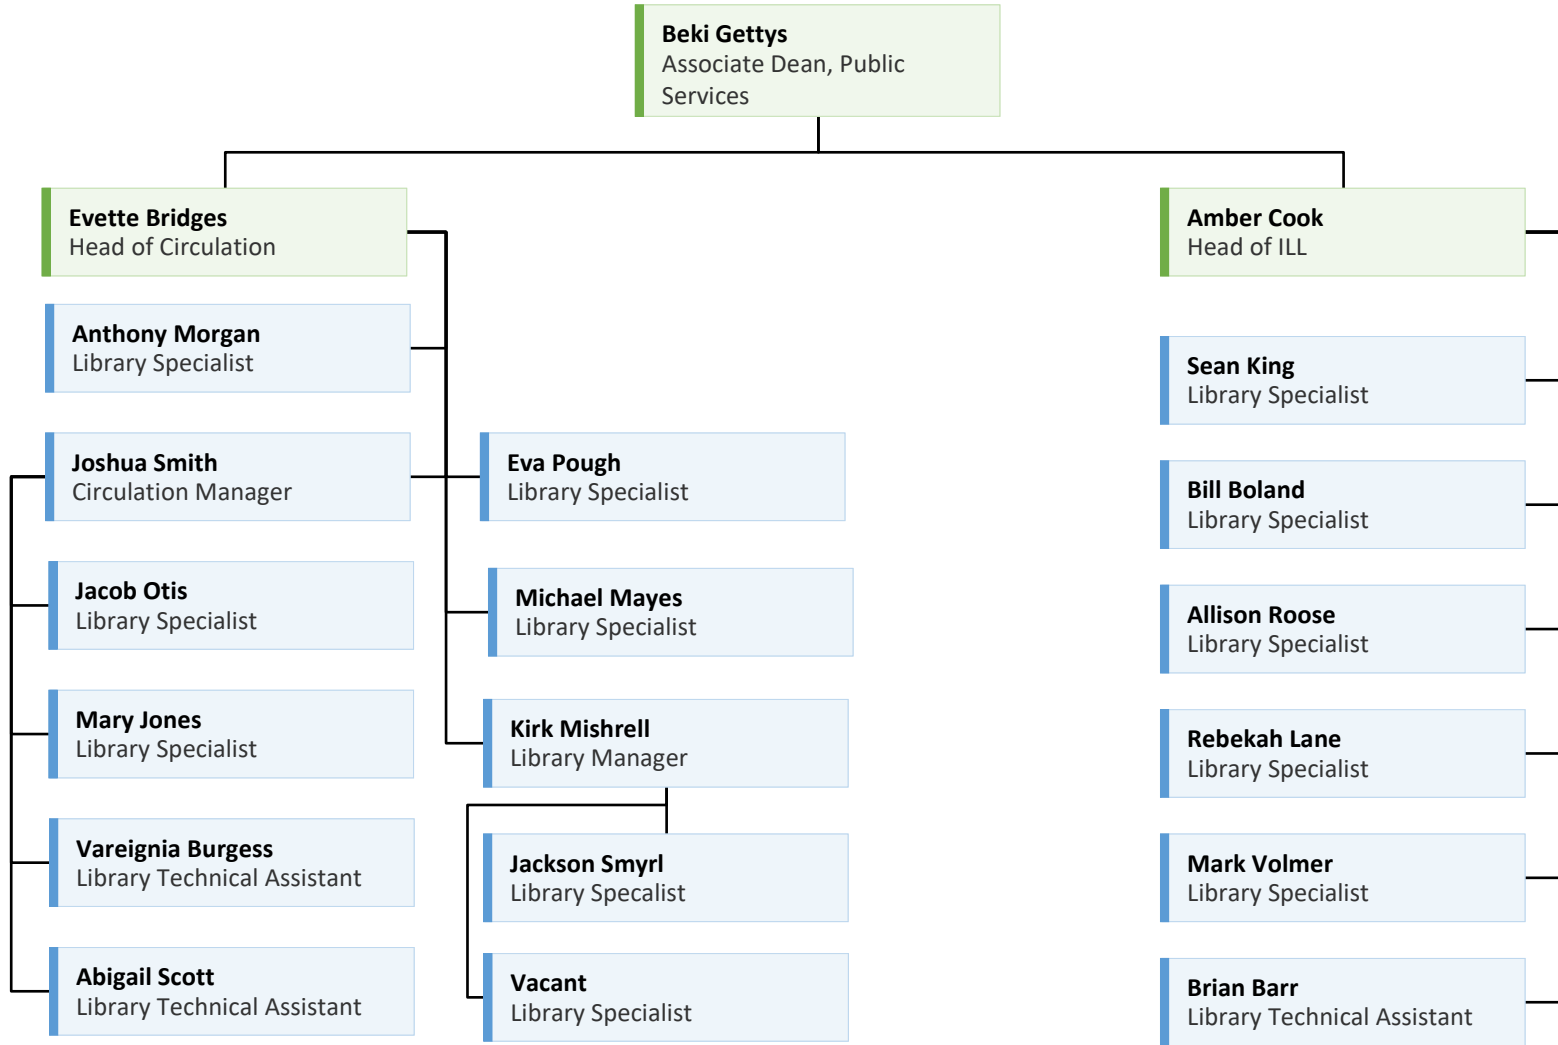 Beki Gettys
Associate Dean, Public
Services
Evette Bridges
Head of Circulation
Anthony Morgan
Library Specialist
Joshua Smith
Circulation Manager
Jacob Otis
Library Specialist
Mary Jones
Library Specialist
Vareignia Burgess
Library Technical Assistant
Abigail Scott
Library Technical Assistant
Eva Pough
Library Specialist
Michael Mayes
Library Specialist
Kirk Mishrell
Library Manager
Jackson Smyrl
Library Specalist
Vacant
Library Specialist
Amber Cook
Head of ILL
Sean King
Library Specialist
Bill Boland
Library Specialist
Allison Roose
Library Specialist
Rebekah Lane
Library Specialist
Mark Volmer
Library Specialist
Brian Barr
Library Technical Assistant